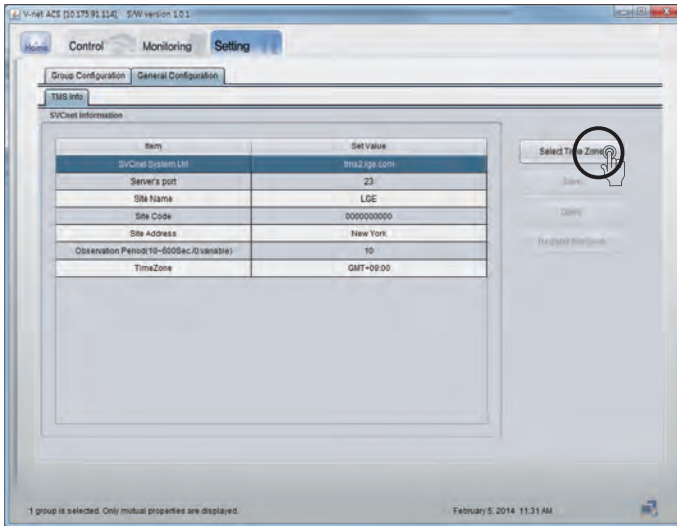 V-net ACS [10.175.91.114] S/W version 1.0.1
Home Control Monitoring Setting
Group Configuration General Configuration
TMS Info
SVCnet Information
Item Set Value
SVCnet System Url tms2.lge.com
Server's port 23
Site Name LGE
Site Code 0000000000
Site Address New York
Observation Period(10~600Sec./0:variable) 10
TimeZone GMT+09:00
Select Time Zone
Save
1 group is selected. Only mutual properties are displayed.
February 5, 2014 11:31 AM